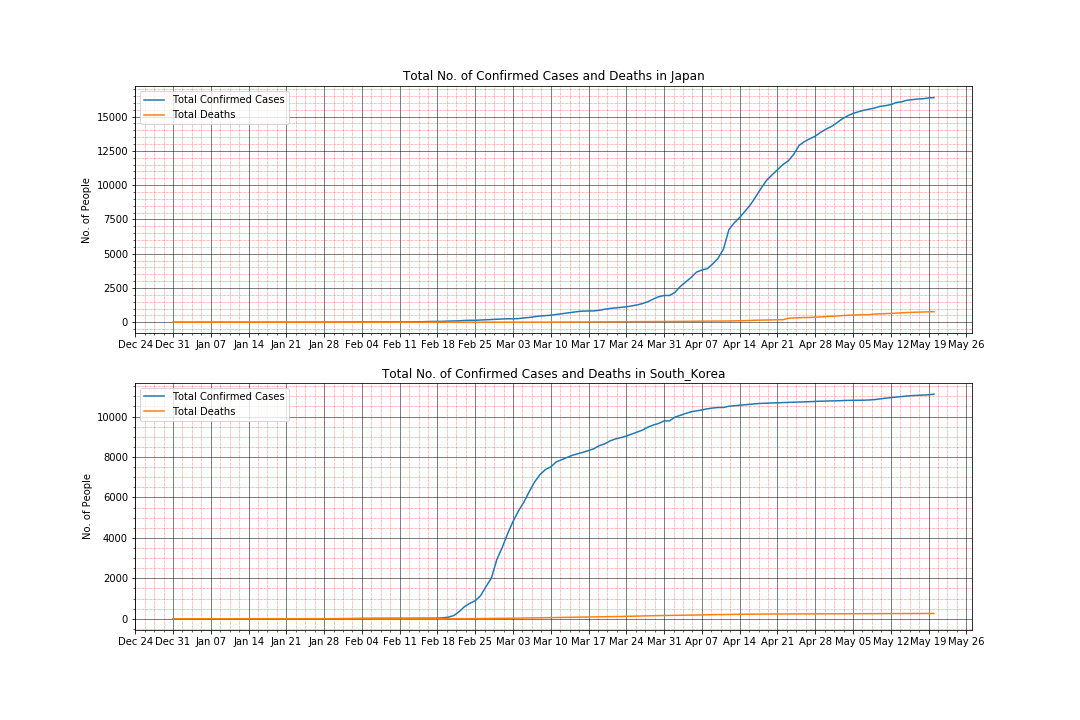 Total No. of Confirmed Cases and Deaths in Japan
Total Confirmed Cases
Total Deaths
No. of People
15000
12500
10000
7500
5000
2500
0
Dec 24 Dec 31 Jan 07 Jan 14 Jan 21 Jan 28 Feb 04 Feb 11 Feb 18 Feb 25 Mar 03 Mar 10 Mar 17 Mar 24 Mar 31 Apr 07 Apr 14 Apr 21 Apr 28 May 05 May 12 May 19 May 26
Total No. of Confirmed Cases and Deaths in South_Korea
Total Confirmed Cases
Total Deaths
No. of People
10000
8000
6000
4000
2000
0
Dec 24 Dec 31 Jan 07 Jan 14 Jan 21 Jan 28 Feb 04 Feb 11 Feb 18 Feb 25 Mar 03 Mar 10 Mar 17 Mar 24 Mar 31 Apr 07 Apr 14 Apr 21 Apr 28 May 05 May 12 May 19 May 26